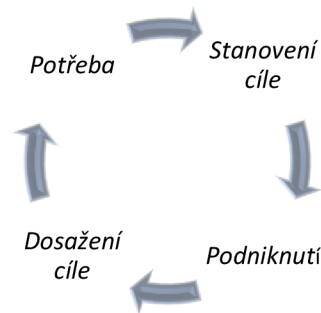 Potřeba
Stanovení
cíle
Podniknutí
Dosažení
cíle